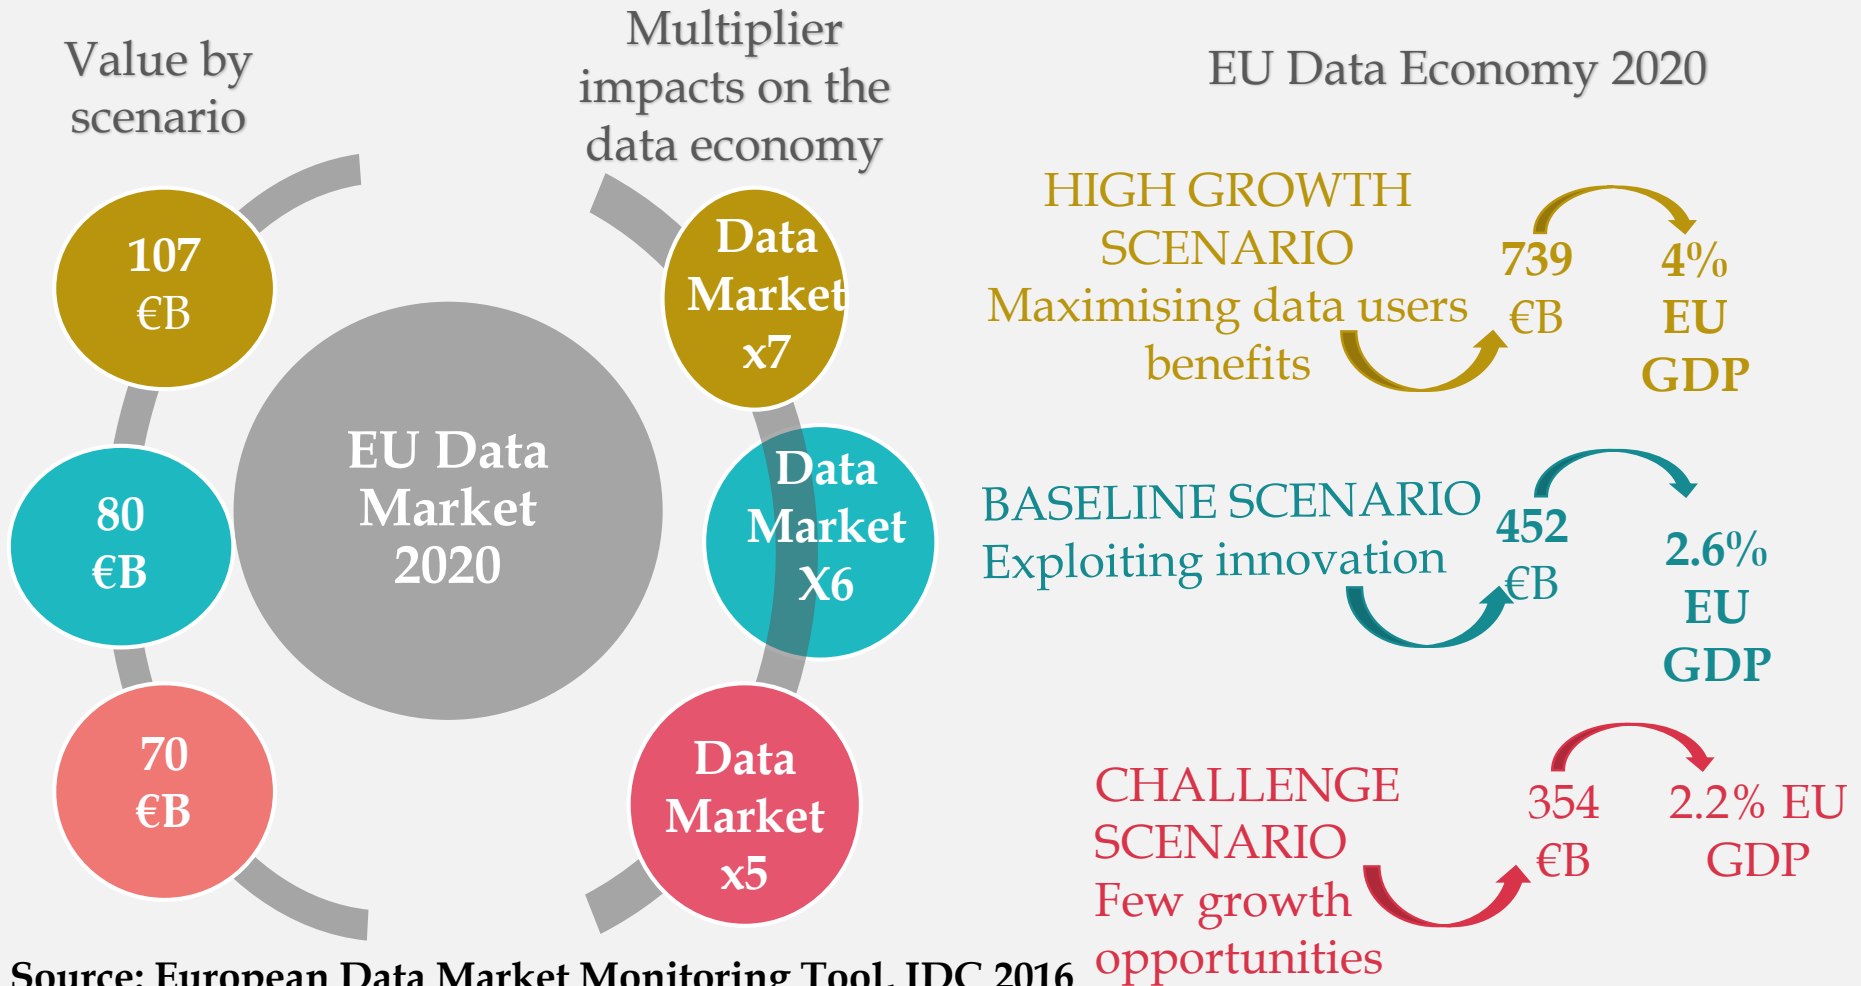 Value by
scenario
107
€B
80
€B
70
€B
EU Data
Market
2020
Multiplier
impacts on the
data economy
Data
Market
x7
Data
Market
X6
Data
Market
x5
EU Data Economy 2020
HIGH GROWTH
SCENARIO
Maximising data users
benefits
739
€B
4%
EU
GDP
BASELINE SCENARIO
Exploiting innovation
452
€B
2.6%
EU
GDP
CHALLENGE
SCENARIO
Few growth
opportunities
354
€B
2.2% EU
GDP
Source: European Data Market Monitoring Tool, IDC 2016